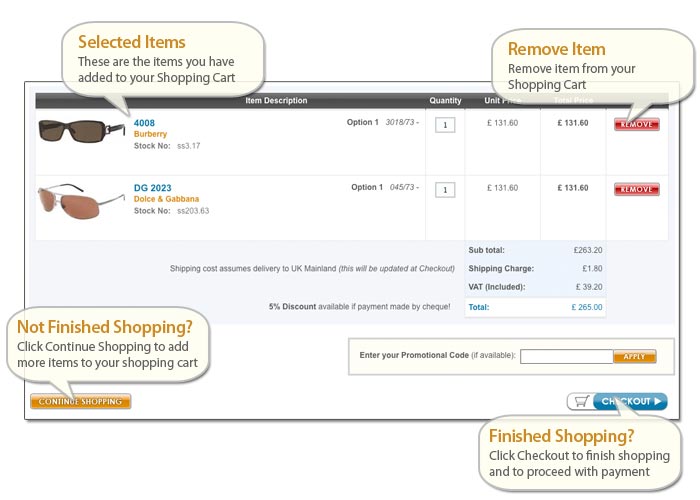 Selected Items
These are the items you have
added to your Shopping Cart
Remove Item
Remove item from your
Shopping Cart
Item Description Quantity Unit Price Total Price
4008 Option 1 3018/73 - 1 £ 131.60 £ 131.60 REMOVE
Burberry
Stock No: ss3.17
DG 2023 Option 1 045/73 - 1 £ 131.60 £ 131.60 REMOVE
Dolce & Gabbana
Stock No: ss203.63
Sub total: £263.20
Shipping cost assumes delivery to UK Mainland (this will be updated at Checkout) Shipping Charge: £1.80
VAT (Included): £ 39.20
5% Discount available if payment made by cheque! Total: £ 265.00
Not Finished Shopping?
Click Continue Shopping to add
more items to your shopping cart
Enter your Promotional Code (if available): APPLY
CONTINUE SHOPPING
CHECKOUT
Finished Shopping?
Click Checkout to finish shopping
and to proceed with payment